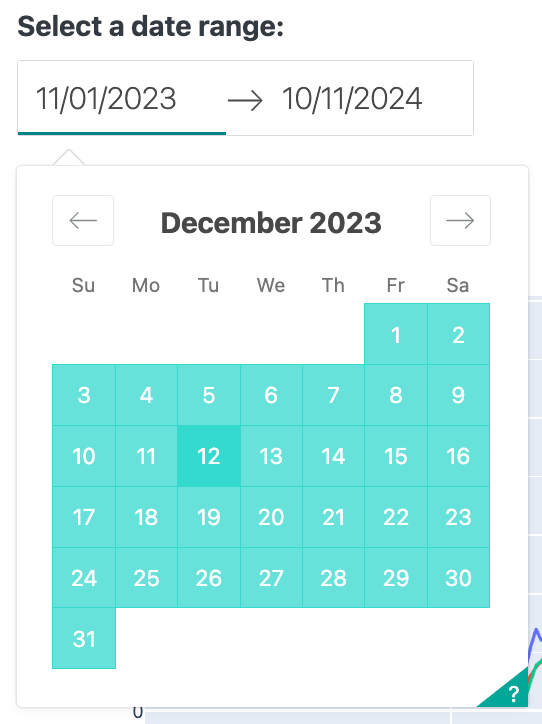 Select a date range:
11/01/2023 → 10/11/2024
← December 2023 →
Su Mo Tu We Th Fr Sa
1 2
3 4 5 6 7 8 9
10 11 12 13 14 15 16
17 18 19 20 21 22 23
24 25 26 27 28 29 30
31
?
0